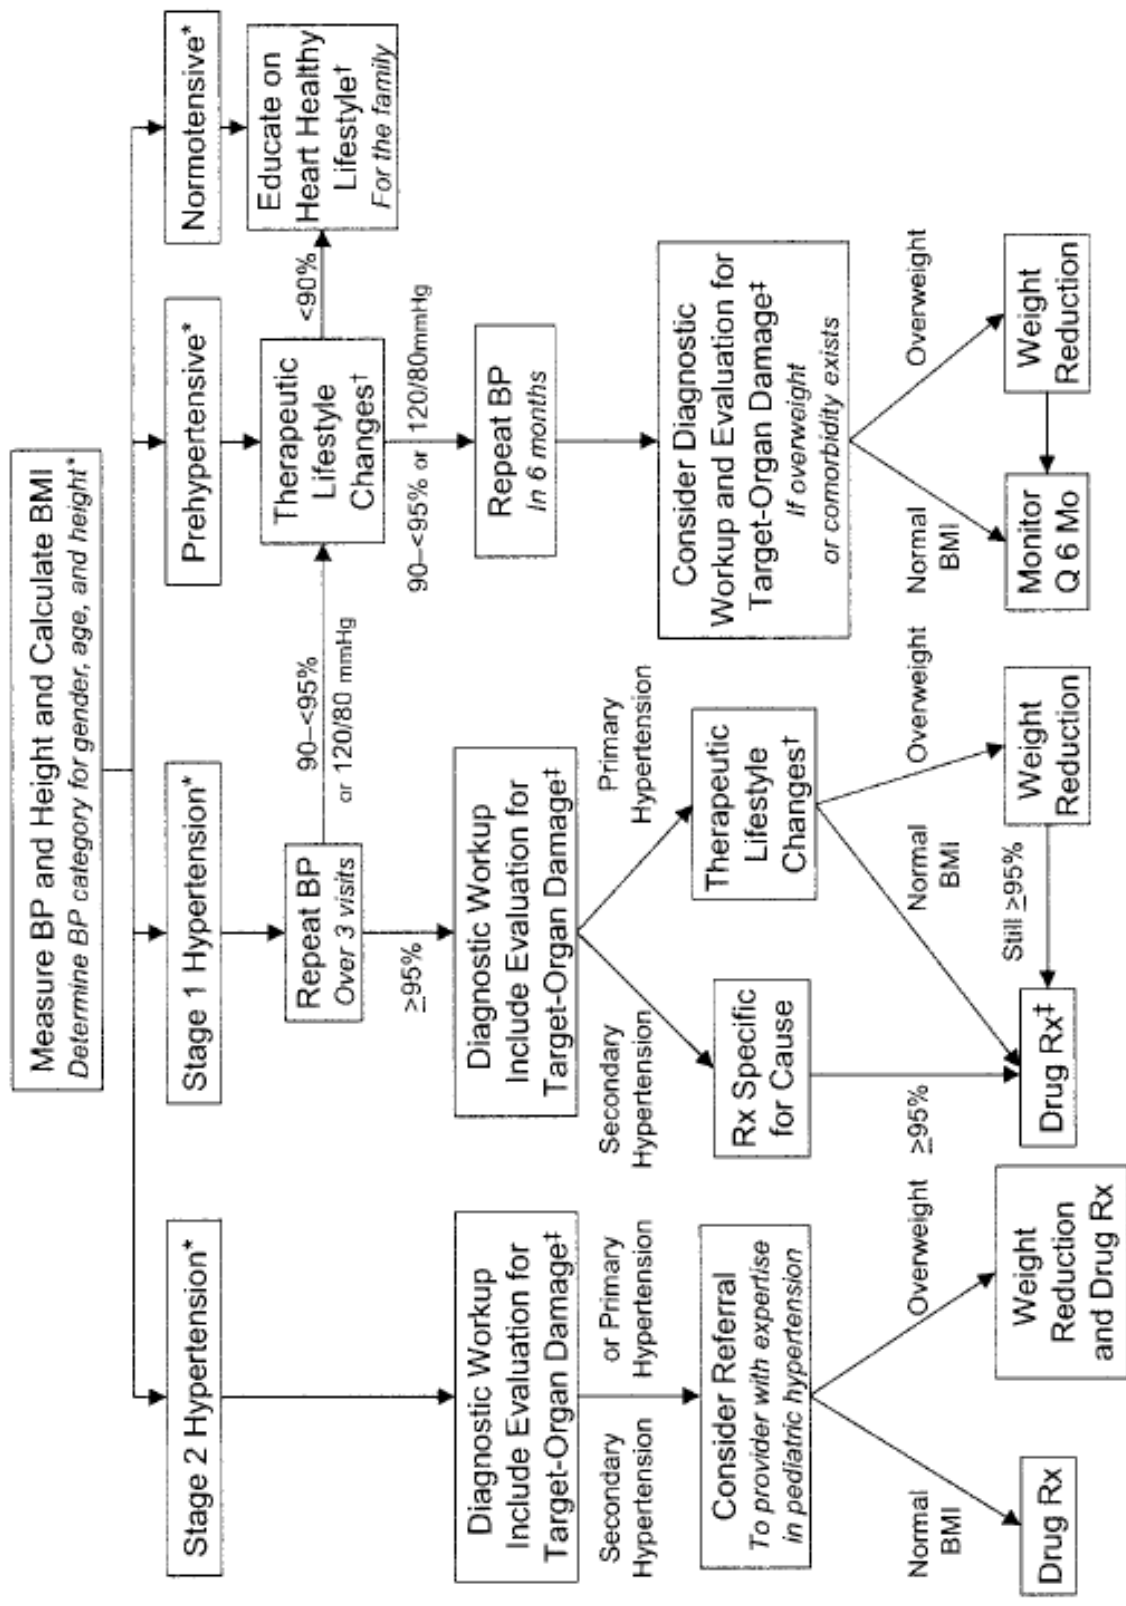 Measure BP and Height and Calculate BMI
Determine BP category for gender, age, and height*
Stage 2 Hypertension*
Stage 1 Hypertension*
Prehypertensive*
Normotensive*
Repeat BP
Over 3 visits
90–<95%
or 120/80 mmHg
Therapeutic
Lifestyle
Changes†
<90%
Educate on
Heart Healthy
Lifestyle†
For the family
≥95%
90–<95% or 120/80mmHg
Diagnostic Workup
Include Evaluation for
Target-Organ Damage‡
Diagnostic Workup
Include Evaluation for
Target-Organ Damage‡
Repeat BP
In 6 months
Secondary
Hypertension
or Primary
Hypertension
Secondary
Hypertension
Primary
Hypertension
Consider Diagnostic
Workup and Evaluation for
Target-Organ Damage‡
If overweight
or comorbidity exists
Consider Referral
To provider with expertise
in pediatric hypertension
Rx Specific
for Cause
Therapeutic
Lifestyle
Changes†
Normal
BMI
Overweight
≥95%
Normal
BMI
Overweight
Normal
BMI
Overweight
Still ≥95%
Drug Rx
Weight
Reduction
and Drug Rx
Drug Rx‡
Weight
Reduction
Monitor
Q 6 Mo
Weight
Reduction